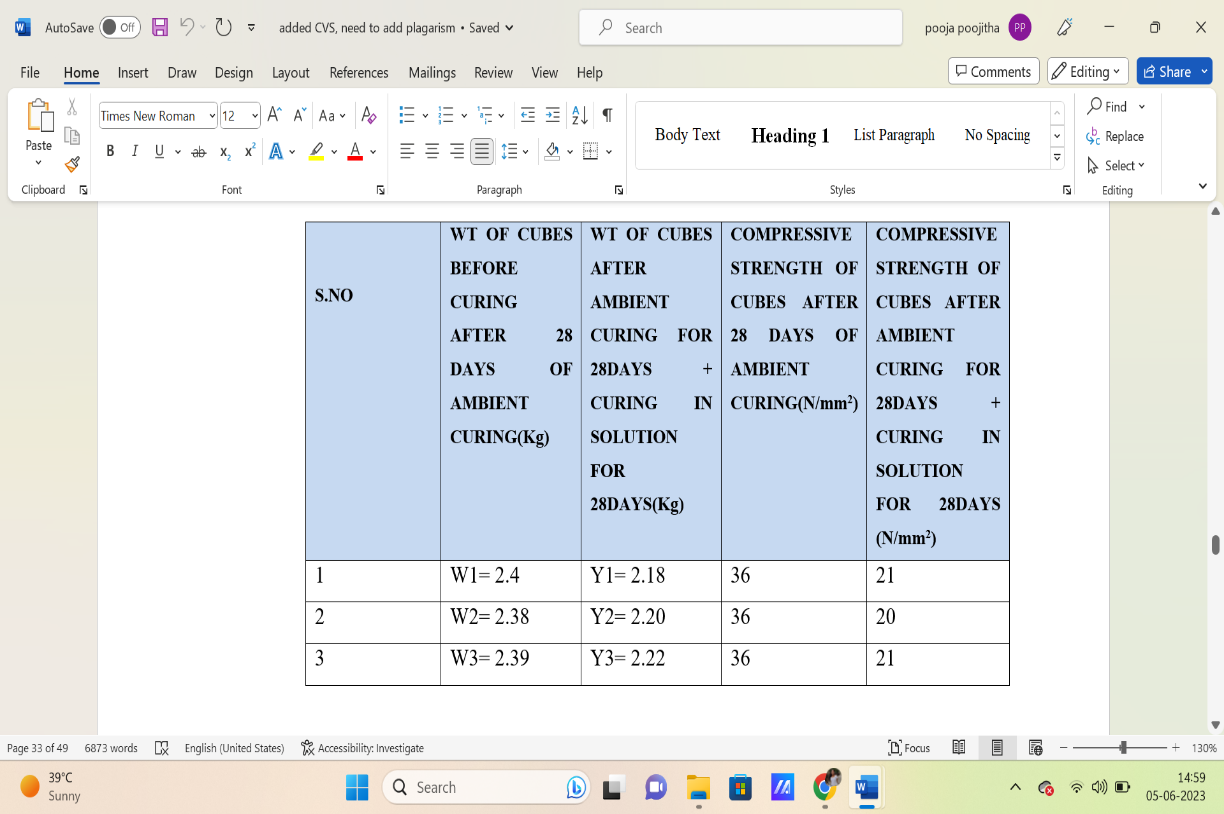 AutoSave Off added CVS, need to add plagarism • Saved Search pooja poojitha PP
File Home Insert Draw Design Layout References Mailings Review View Help Comments Editing Share
Times New Roman 12 Aa Body Text Heading 1 List Paragraph No Spacing Find
Paste Replace
B I U ab Select
Clipboard Font Paragraph Styles Editing
S.NO
WT OF CUBES
BEFORE
CURING
AFTER 28
DAYS OF
AMBIENT
CURING(Kg)
WT OF CUBES
AFTER
AMBIENT
CURING FOR
28DAYS +
CURING IN
SOLUTION
FOR
28DAYS(Kg)
COMPRESSIVE
STRENGTH OF
CUBES AFTER
28 DAYS OF
AMBIENT
CURING(N/mm²)
COMPRESSIVE
STRENGTH OF
CUBES AFTER
AMBIENT
CURING FOR
28DAYS +
CURING IN
SOLUTION
FOR 28DAYS
(N/mm²)
1 W1= 2.4 Y1= 2.18 36 21
2 W2= 2.38 Y2= 2.20 36 20
3 W3= 2.39 Y3= 2.22 36 21
Page 33 of 49 6873 words English (United States) Accessibility: Investigate Focus 130%
39°C
Sunny
Search
14:59
05-06-2023